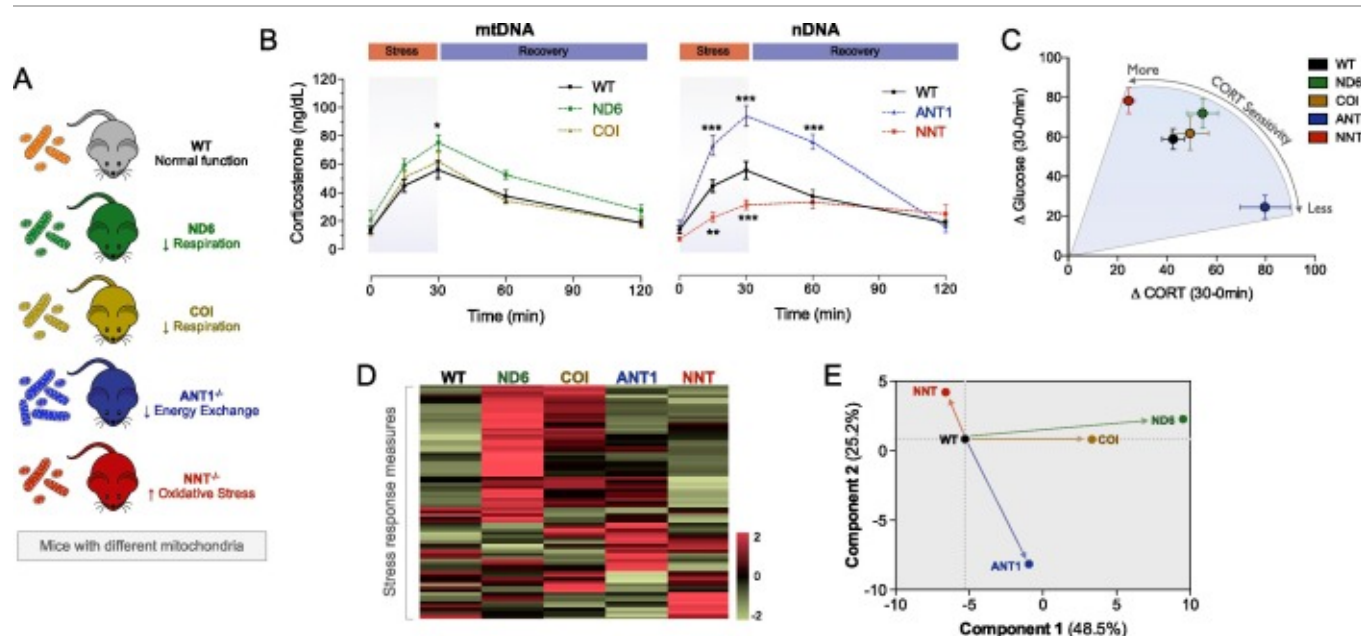 A
WT
Normal function
ND6
↓ Respiration
COI
↓ Respiration
ANT1-/-
↓ Energy Exchange
NNT-/-
↑ Oxidative Stress
Mice with different mitochondria
B
mtDNA
Stress
Recovery
Corticosterone (ng/dL)
120
100
80
60
40
20
0
WT
ND6
COI
*
0
30
60
90
120
Time (min)
nDNA
Stress
Recovery
WT
ANT1
NNT
***
***
***
**
***
0
30
60
90
120
Time (min)
C
Δ Glucose (30-0min)
100
80
60
40
20
0
More
CORT Sensitivity
Less
WT
ND6
COI
ANT
NNT
0
20
40
60
80
100
Δ CORT (30-0min)
D
WT
ND6
COI
ANT1
NNT
Stress response measures
2
0
-2
E
Component 2 (25.2%)
5
0
-5
-10
NNT
WT
ND6
COI
ANT1
-10
-5
0
5
10
Component 1 (48.5%)